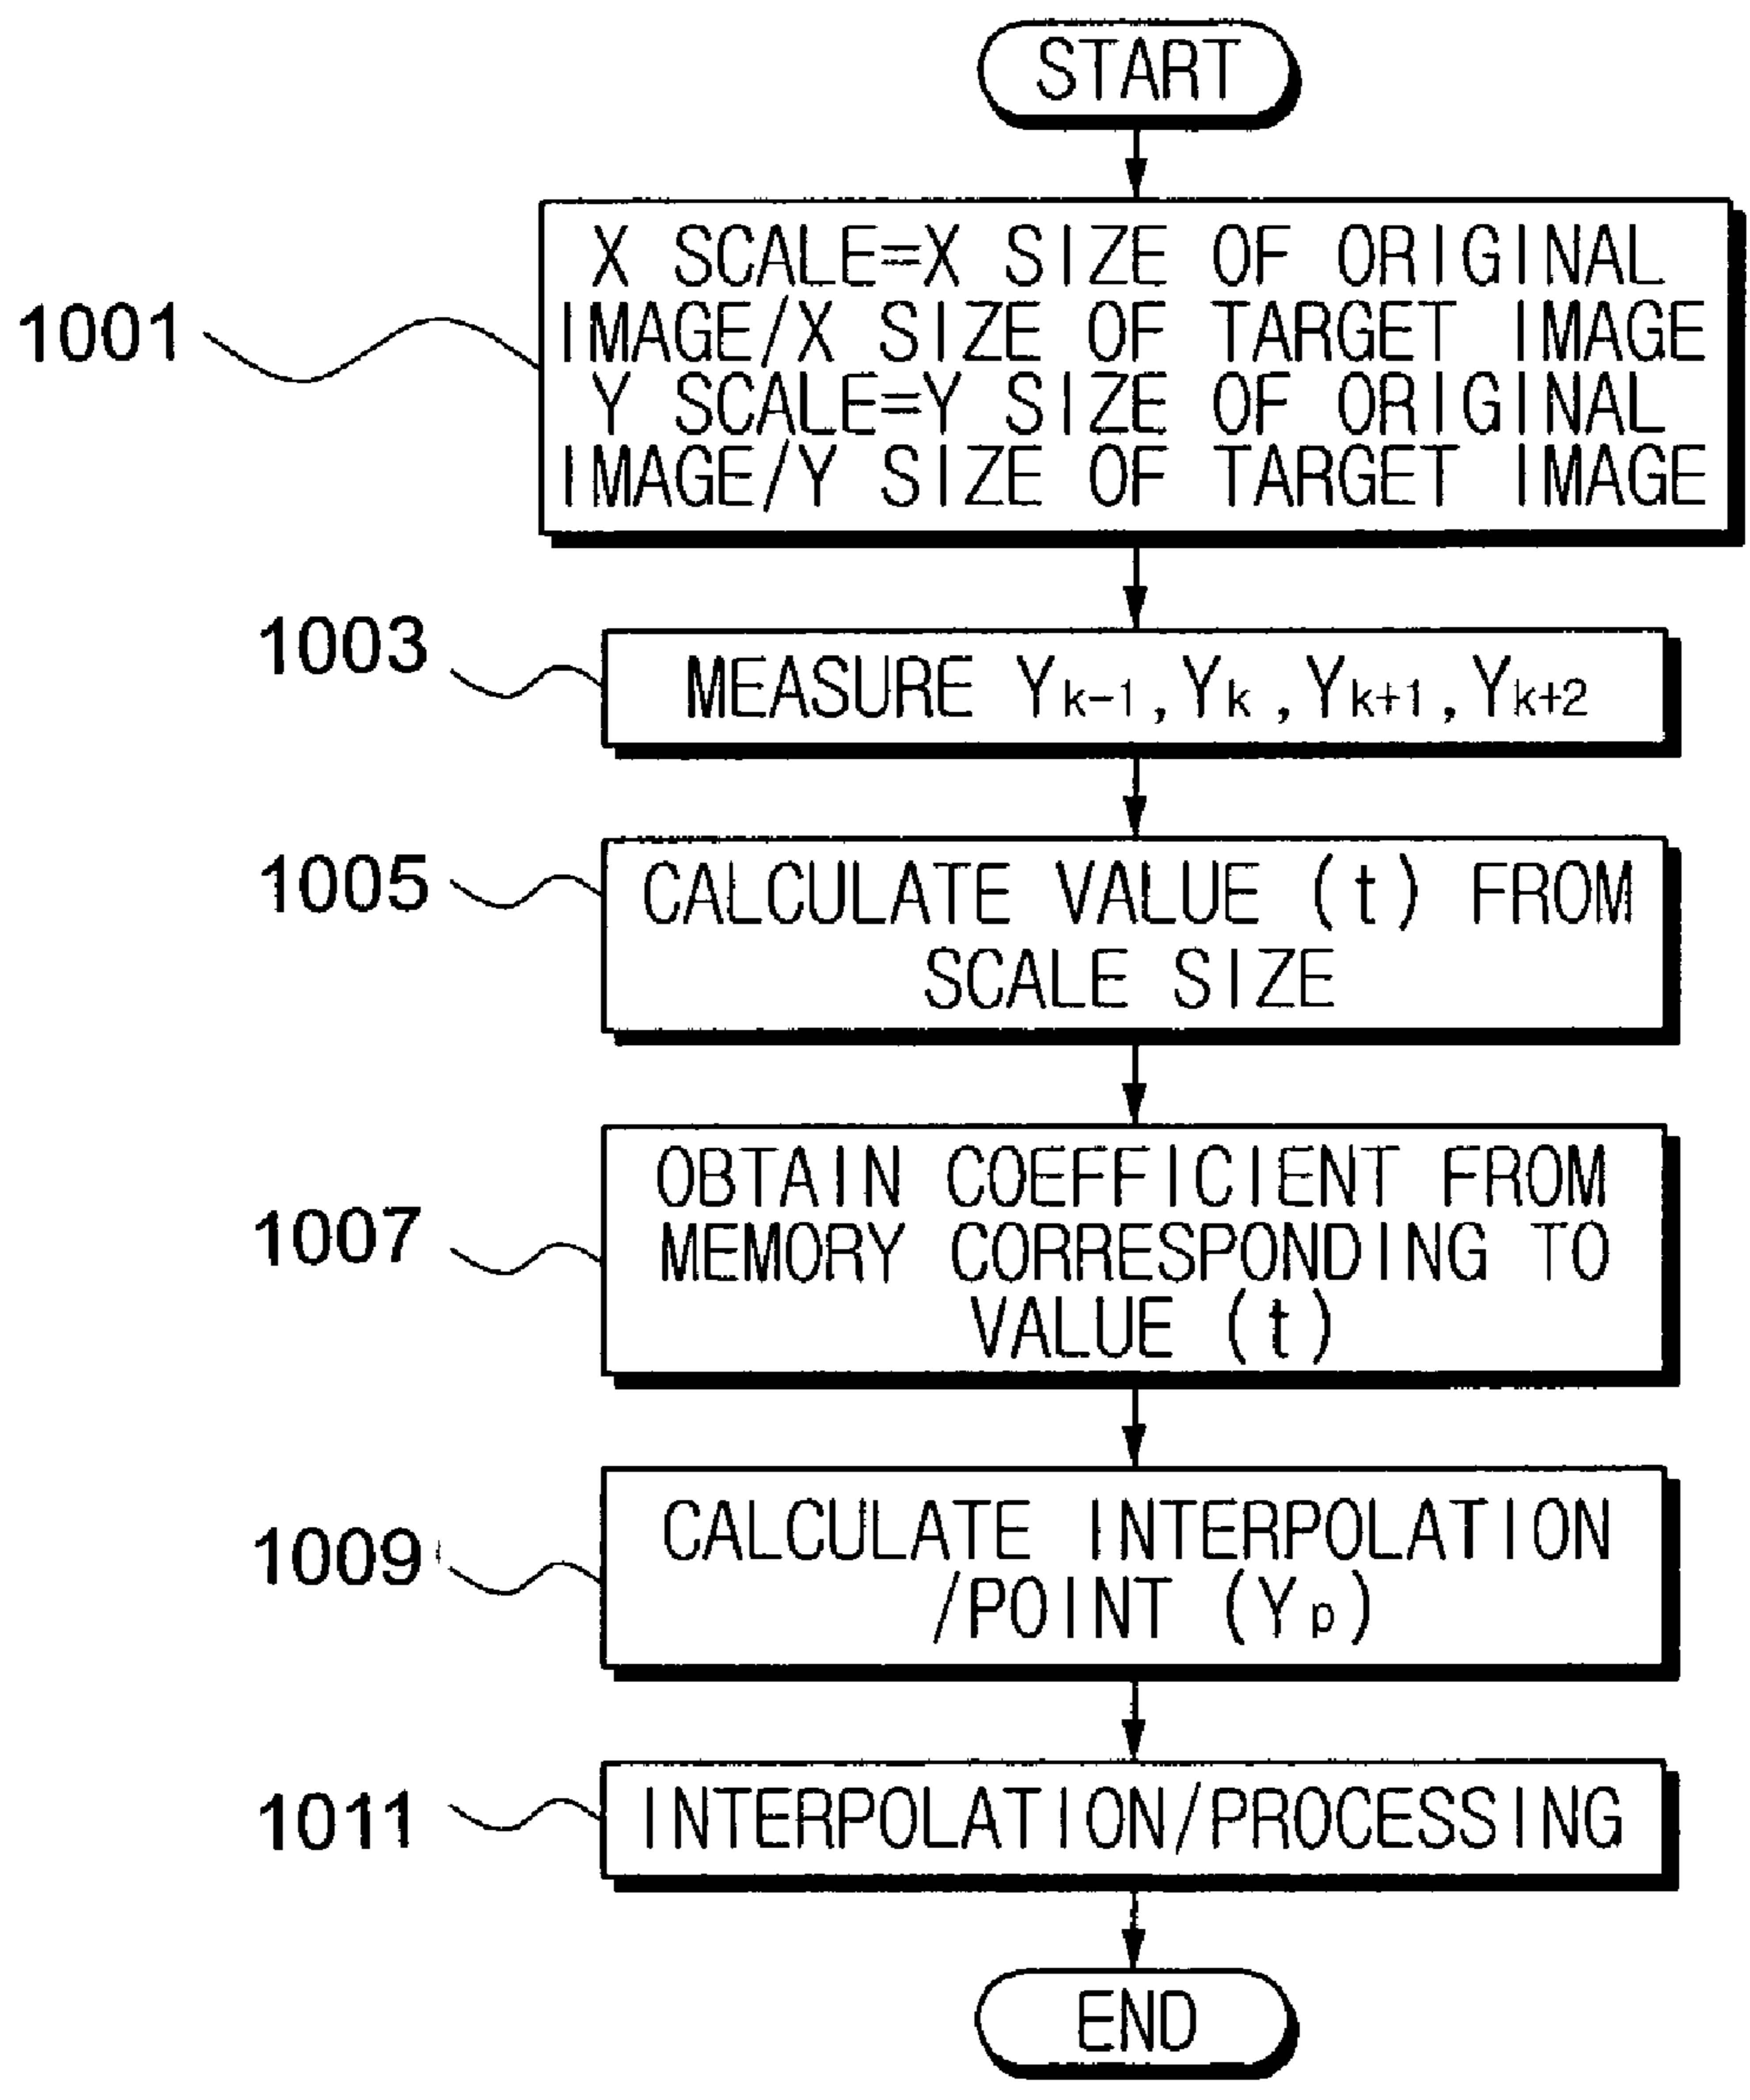 START
1001
X SCALE=X SIZE OF ORIGINAL
IMAGE/X SIZE OF TARGET IMAGE
Y SCALE=Y SIZE OF ORIGINAL
IMAGE/Y SIZE OF TARGET IMAGE
1003
MEASURE Yk-1, Yk, Yk+1, Yk+2
1005
CALCULATE VALUE (t) FROM
SCALE SIZE
1007
OBTAIN COEFFICIENT FROM
MEMORY CORRESPONDING TO
VALUE (t)
1009
CALCULATE INTERPOLATION
/POINT (Yp)
1011
INTERPOLATION/PROCESSING
END